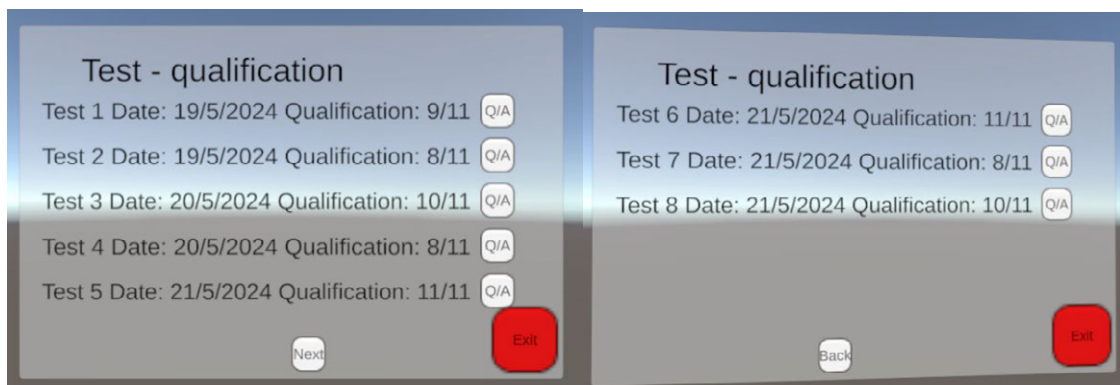 Test - qualification
Test 1 Date: 19/5/2024 Qualification: 9/11 Q/A
Test 2 Date: 19/5/2024 Qualification: 8/11 Q/A
Test 3 Date: 20/5/2024 Qualification: 10/11 Q/A
Test 4 Date: 20/5/2024 Qualification: 8/11 Q/A
Test 5 Date: 21/5/2024 Qualification: 11/11 Q/A
Exit
Next
Test - qualification
Test 6 Date: 21/5/2024 Qualification: 11/11 Q/A
Test 7 Date: 21/5/2024 Qualification: 8/11 Q/A
Test 8 Date: 21/5/2024 Qualification: 10/11 Q/A
Exit
Back